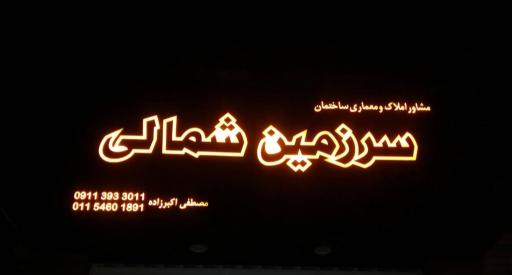 مشاور املاک و معماری ساختمان
سرزمین شمالی
مصطفی اکبرزاده
0911 393 3011
011 5460 1891